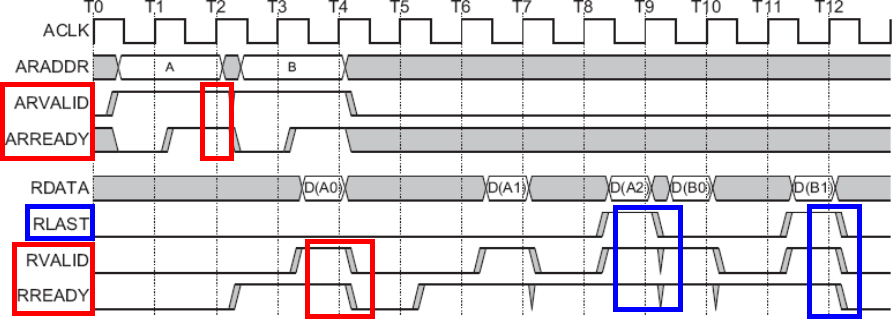 T0 T1 T2 T3 T4 T5 T6 T7 T8 T9 T10 T11 T12
ACLK
ARADDR A B
ARVALID
ARREADY
RDATA D(A0) D(A1) D(A2) D(B0) D(B1)
RLAST
RVALID
RREADY